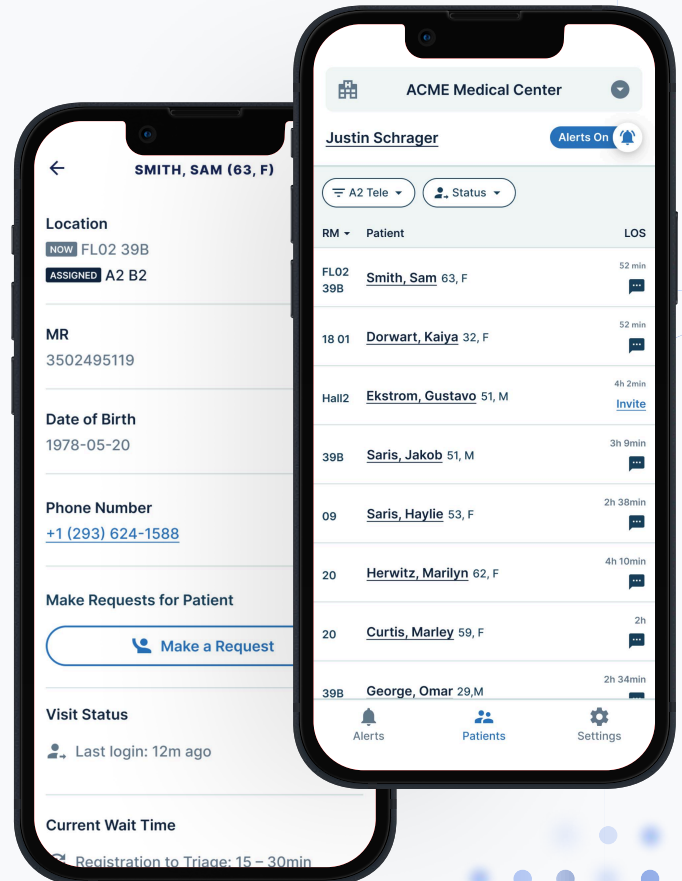 SMITH, SAM (63, F)
Location
NOW FL02 39B
ASSIGNED A2 B2
MR
3502495119
Date of Birth
1978-05-20
Phone Number
+1 (293) 624-1588
Make Requests for Patient
Make a Request
Visit Status
Last login: 12m ago
Current Wait Time
Registration to Triage: 15 – 30min
ACME Medical Center
Justin Schrager
Alerts On
A2 Tele
Status
RM Patient LOS
FL02 39B Smith, Sam 63, F 52 min
18 01 Dorwart, Kaiya 32, F 52 min
Hall2 Ekstrom, Gustavo 51, M 4h 2min
Invite
39B Saris, Jakob 51, M 3h 9min
09 Saris, Haylie 53, F 2h 38min
20 Herwitz, Marilyn 62, F 4h 10min
20 Curtis, Marley 59, F 2h
39B George, Omar 29,M 2h 34min
Alerts Patients Settings